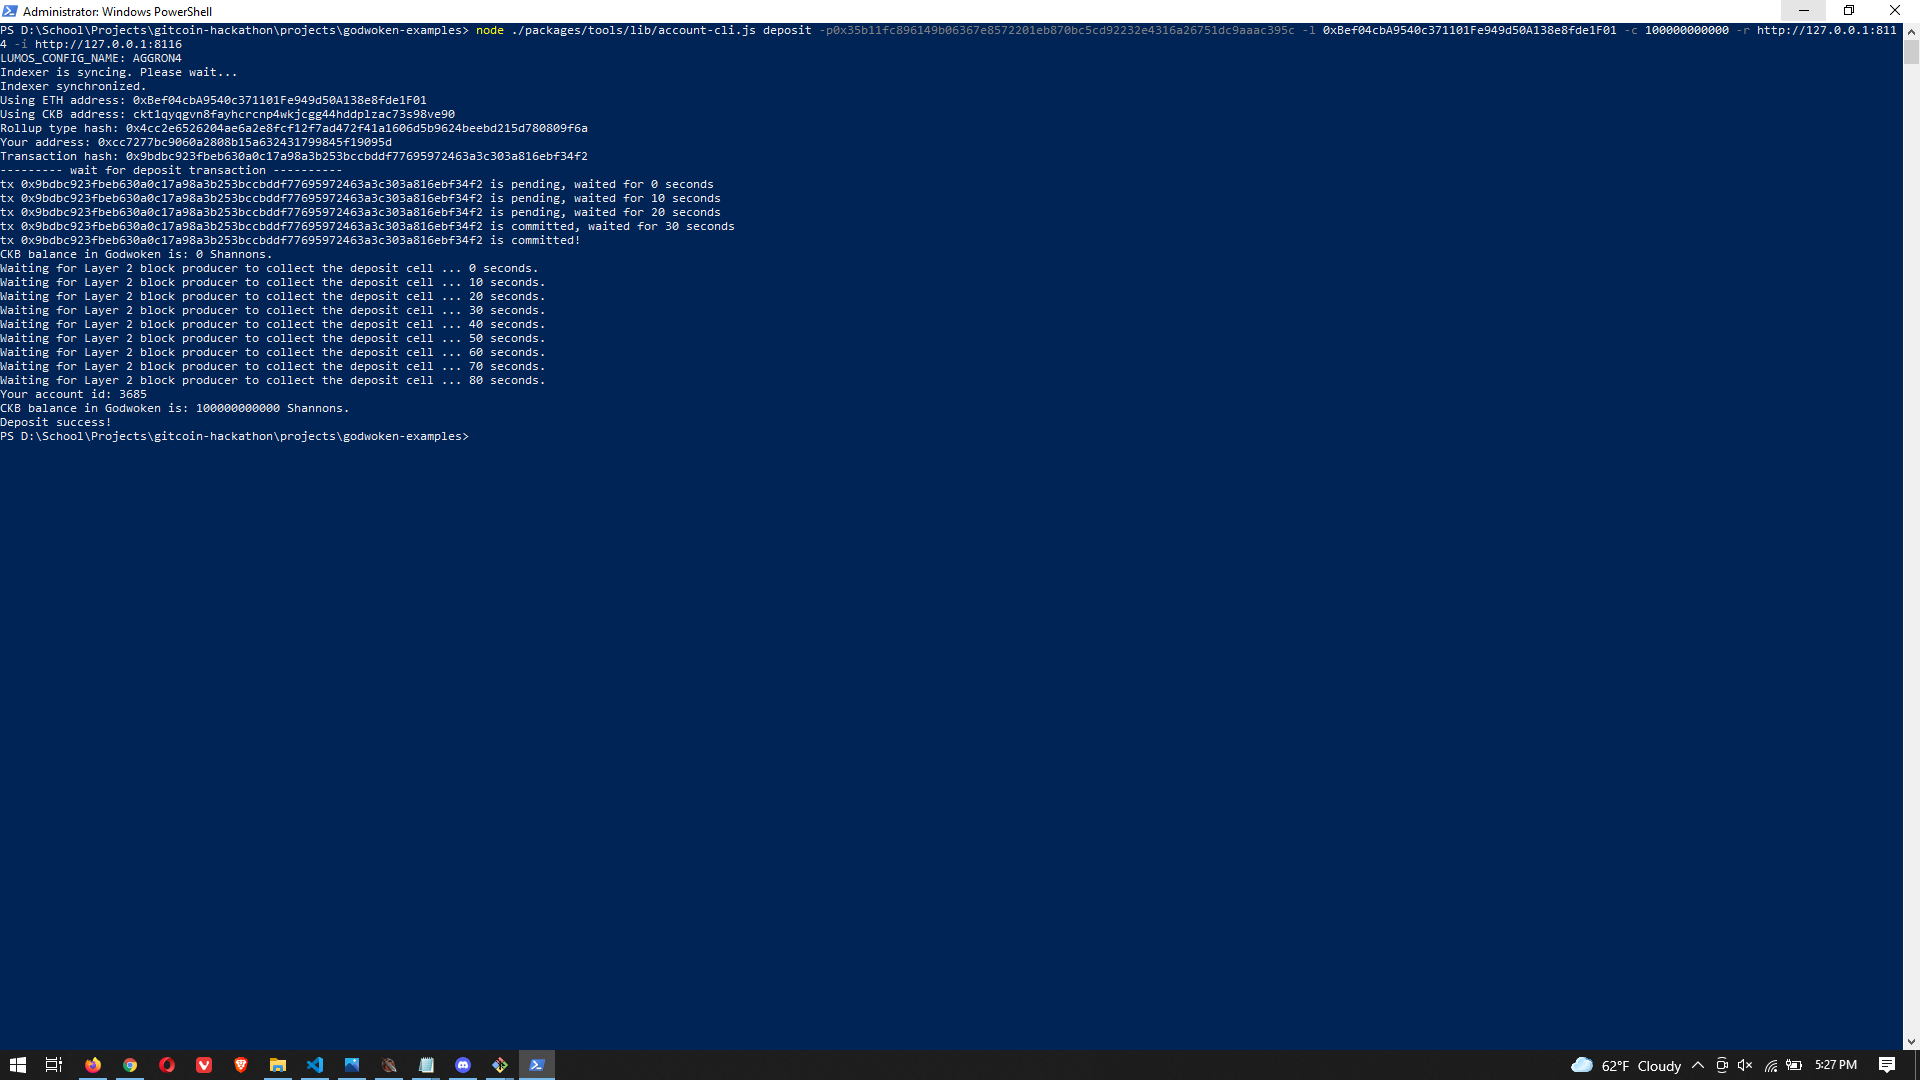 Administrator: Windows PowerShell
PS D:\School\Projects\gitcoin-hackathon\projects\godwoken-examples> node ./packages/tools/lib/account-cli.js deposit -p0x35b11fc896149b06367e8572201eb870bc5cd92232e4316a26751dc9aaac395c -l 0xBef04cbA9540c371101Fe949d50A138e8fde1F01 -c 100000000000 -r http://127.0.0.1:811
4 -i http://127.0.0.1:8116
LUMOS_CONFIG_NAME: AGGRON4
Indexer is syncing. Please wait...
Indexer synchronized.
Using ETH address: 0xBef04cbA9540c371101Fe949d50A138e8fde1F01
Using CKB address: ckt1qyqgvn8fayhcrcnp4wkjcgg44hddplzac73s98ve90
Rollup type hash: 0x4cc2e6526204ae6a2e8fcf12f7ad472f41a1606d5b9624beebd215d780809f6a
Your address: 0xcc7277bc9060a2808b15a632431799845f19095d
Transaction hash: 0x9bdbc923fbeb630a0c17a98a3b253bccbddf77695972463a3c303a816ebf34f2
--------- wait for deposit transaction ----------
tx 0x9bdbc923fbeb630a0c17a98a3b253bccbddf77695972463a3c303a816ebf34f2 is pending, waited for 0 seconds
tx 0x9bdbc923fbeb630a0c17a98a3b253bccbddf77695972463a3c303a816ebf34f2 is pending, waited for 10 seconds
tx 0x9bdbc923fbeb630a0c17a98a3b253bccbddf77695972463a3c303a816ebf34f2 is pending, waited for 20 seconds
tx 0x9bdbc923fbeb630a0c17a98a3b253bccbddf77695972463a3c303a816ebf34f2 is committed, waited for 30 seconds
tx 0x9bdbc923fbeb630a0c17a98a3b253bccbddf77695972463a3c303a816ebf34f2 is committed!
CKB balance in Godwoken is: 0 Shannons.
Waiting for Layer 2 block producer to collect the deposit cell ... 0 seconds.
Waiting for Layer 2 block producer to collect the deposit cell ... 10 seconds.
Waiting for Layer 2 block producer to collect the deposit cell ... 20 seconds.
Waiting for Layer 2 block producer to collect the deposit cell ... 30 seconds.
Waiting for Layer 2 block producer to collect the deposit cell ... 40 seconds.
Waiting for Layer 2 block producer to collect the deposit cell ... 50 seconds.
Waiting for Layer 2 block producer to collect the deposit cell ... 60 seconds.
Waiting for Layer 2 block producer to collect the deposit cell ... 70 seconds.
Waiting for Layer 2 block producer to collect the deposit cell ... 80 seconds.
Your account id: 3685
CKB balance in Godwoken is: 100000000000 Shannons.
Deposit success!
PS D:\School\Projects\gitcoin-hackathon\projects\godwoken-examples>
62°F Cloudy 5:27 PM